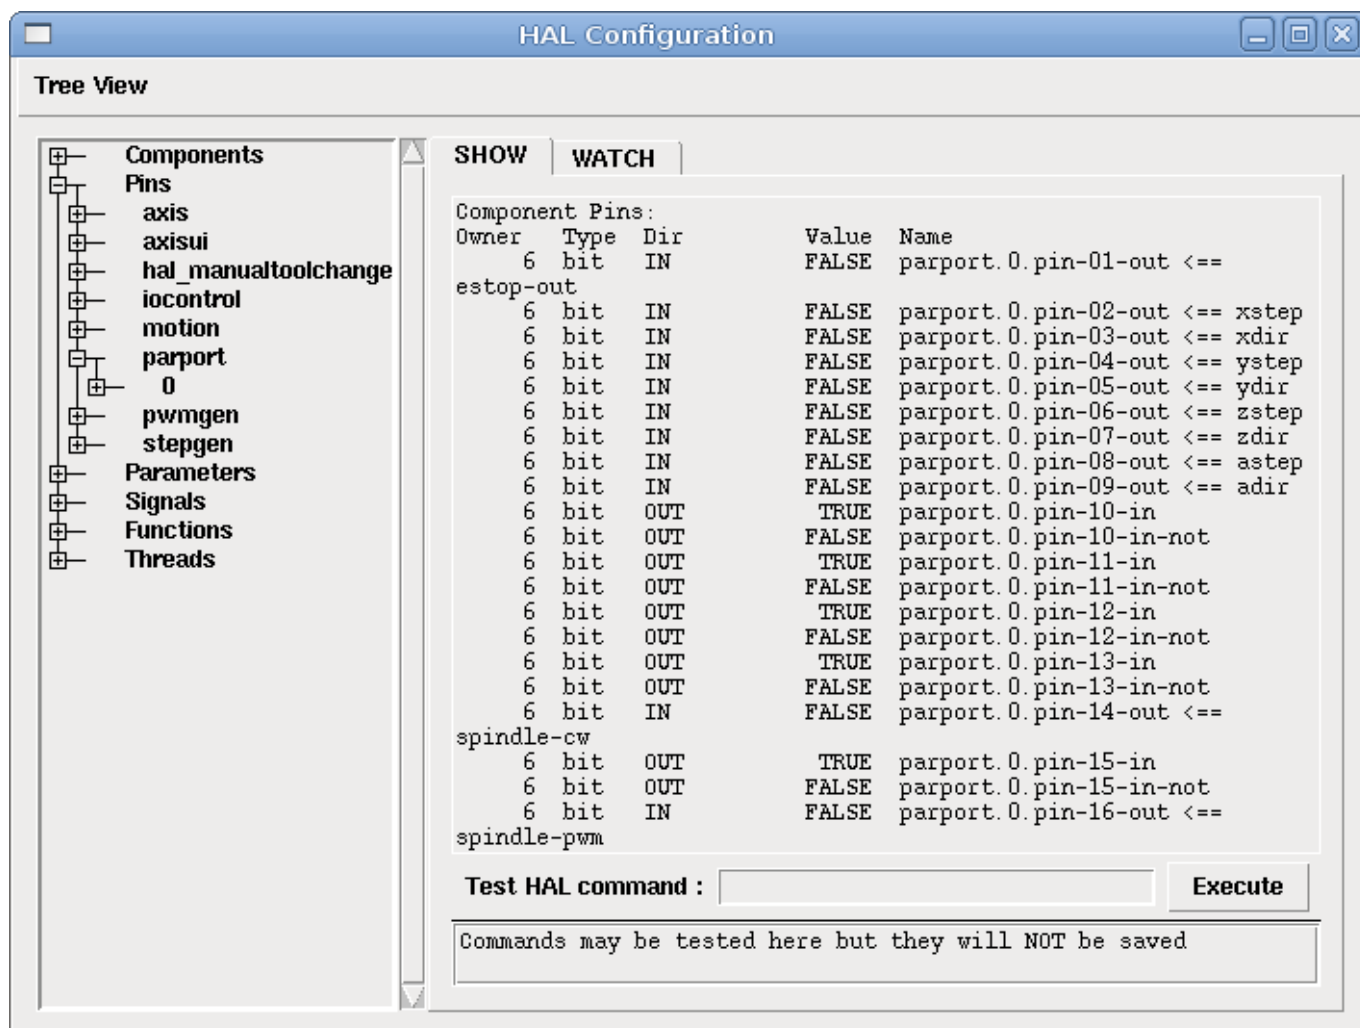 HAL Configuration
Tree View
Components
Pins
axis
axisui
hal_manualtoolchange
iocontrol
motion
parport
0
pwmgen
stepgen
Parameters
Signals
Functions
Threads
SHOW WATCH
Component Pins:
Owner Type Dir Value Name
6 bit IN FALSE parport.0.pin-01-out <==
estop-out
6 bit IN FALSE parport.0.pin-02-out <== xstep
6 bit IN FALSE parport.0.pin-03-out <== xdir
6 bit IN FALSE parport.0.pin-04-out <== ystep
6 bit IN FALSE parport.0.pin-05-out <== ydir
6 bit IN FALSE parport.0.pin-06-out <== zstep
6 bit IN FALSE parport.0.pin-07-out <== zdir
6 bit IN FALSE parport.0.pin-08-out <== astep
6 bit IN FALSE parport.0.pin-09-out <== adir
6 bit OUT TRUE parport.0.pin-10-in
6 bit OUT FALSE parport.0.pin-10-in-not
6 bit OUT TRUE parport.0.pin-11-in
6 bit OUT FALSE parport.0.pin-11-in-not
6 bit OUT TRUE parport.0.pin-12-in
6 bit OUT FALSE parport.0.pin-12-in-not
6 bit OUT TRUE parport.0.pin-13-in
6 bit OUT FALSE parport.0.pin-13-in-not
6 bit IN FALSE parport.0.pin-14-out <==
spindle-cw
6 bit OUT TRUE parport.0.pin-15-in
6 bit OUT FALSE parport.0.pin-15-in-not
6 bit IN FALSE parport.0.pin-16-out <==
spindle-pwm
Test HAL command : Execute
Commands may be tested here but they will NOT be saved